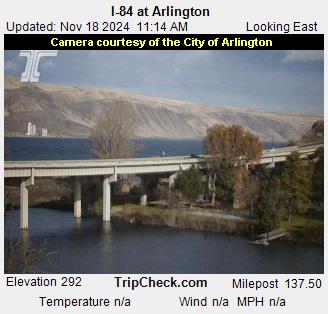 I-84 at Arlington
Updated: Nov 18 2024 11:14 AM Looking East
Camera courtesy of the City of Arlington
Elevation 292 TripCheck.com Milepost 137.50
Temperature n/a Wind n/a MPH n/a